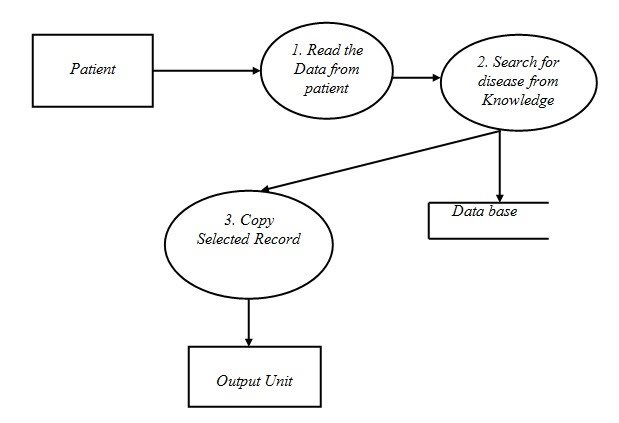 Patient
1. Read the
Data from
patient
2. Search for
disease from
Knowledge
3. Copy
Selected Record
Data base
Output Unit